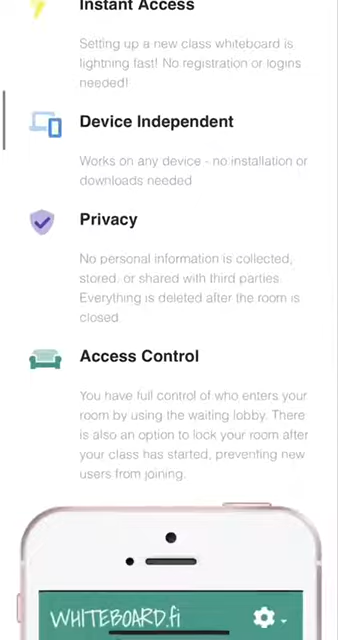 Instant Access
Setting up a new class whiteboard is
lightning fast! No registration or logins
needed!
Device Independent
Works on any device - no installation or
downloads needed
Privacy
No personal information is collected,
stored, or shared with third parties.
Everything is deleted after the room is
closed.
Access Control
You have full control of who enters your
room by using the waiting lobby. There
is also an option to lock your room after
your class has started, preventing new
users from joining.
WHITEBOARD.fi